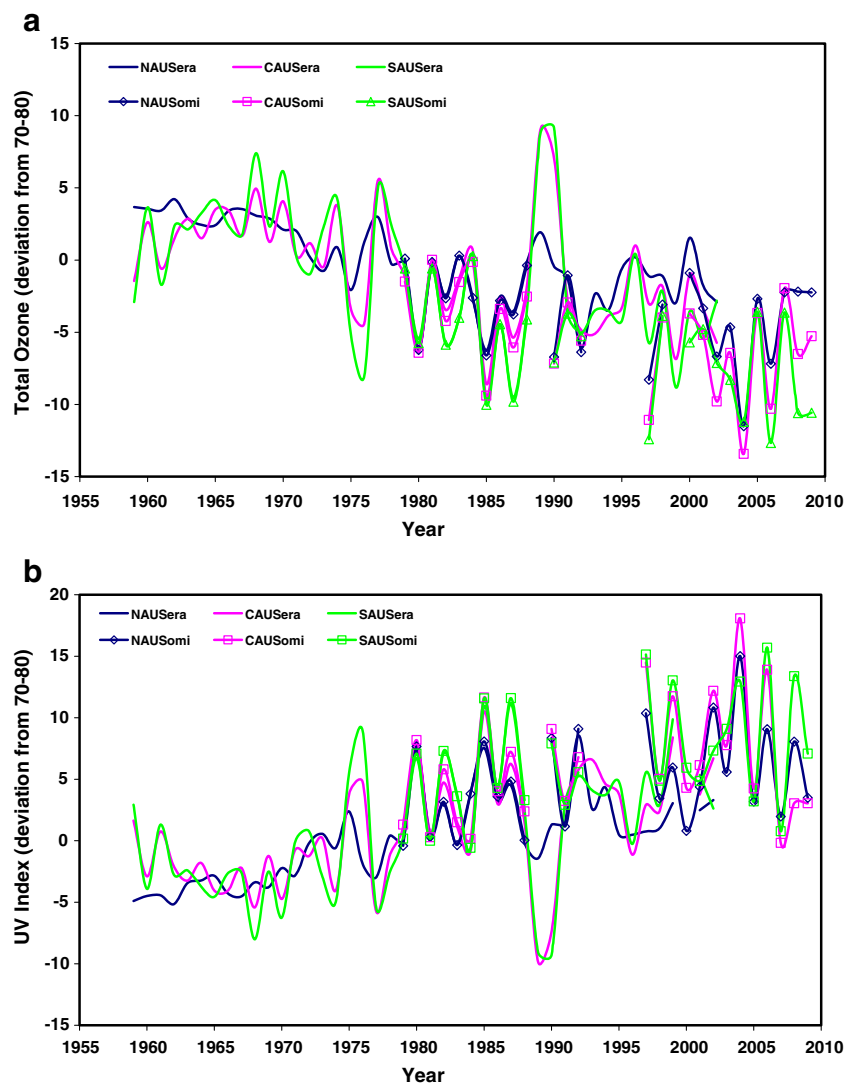 a
15
10
5
0
-5
-10
-15
Total Ozone (deviation from 70-80)
NAUSera CAUSera SAUSera
NAUSomi CAUSomi SAUSomi
1955 1960 1965 1970 1975 1980 1985 1990 1995 2000 2005 2010
Year
b
20
15
10
5
0
-5
-10
-15
UV Index (deviation from 70-80)
NAUSera CAUSera SAUSera
NAUSomi CAUSomi SAUSomi
1955 1960 1965 1970 1975 1980 1985 1990 1995 2000 2005 2010
Year